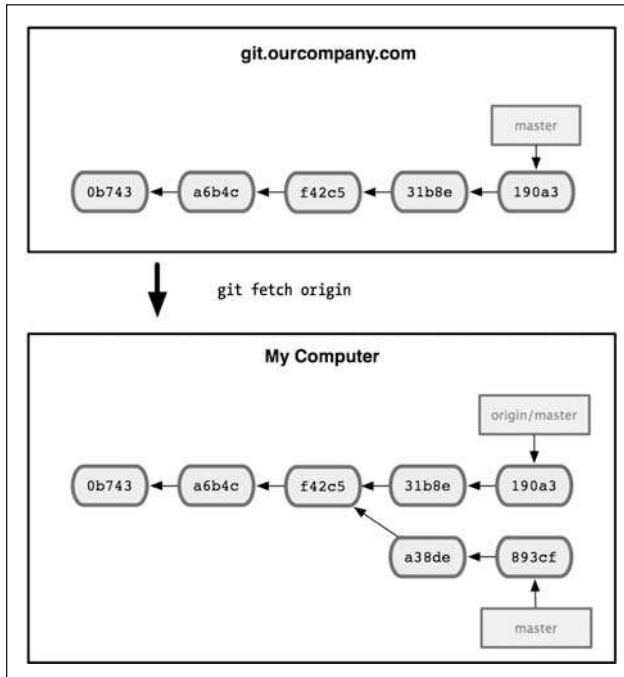 git.ourcompany.com
master
0b743 a6b4c f42c5 31b8e 190a3
git fetch origin
My Computer
origin/master
0b743 a6b4c f42c5 31b8e 190a3
a38de 893cf
master